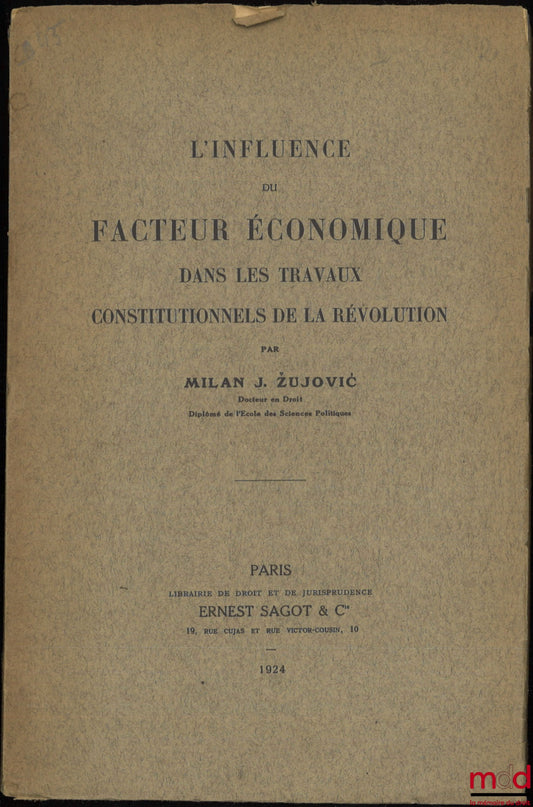 L'INFLUENCE
DU
FACTEUR ÉCONOMIQUE
DANS LES TRAVAUX
CONSTITUTIONNELS DE LA RÉVOLUTION
PAR
MILAN J. ŽUJOVIĆ
Docteur en Droit
Diplômé de l'Ecole des Sciences Politiques
PARIS
LIBRAIRIE DE DROIT ET DE JURISPRUDENCE
ERNEST SAGOT & Cie
19, RUE CUJAS ET RUE VICTOR-COUSIN, 10
1924
mdd